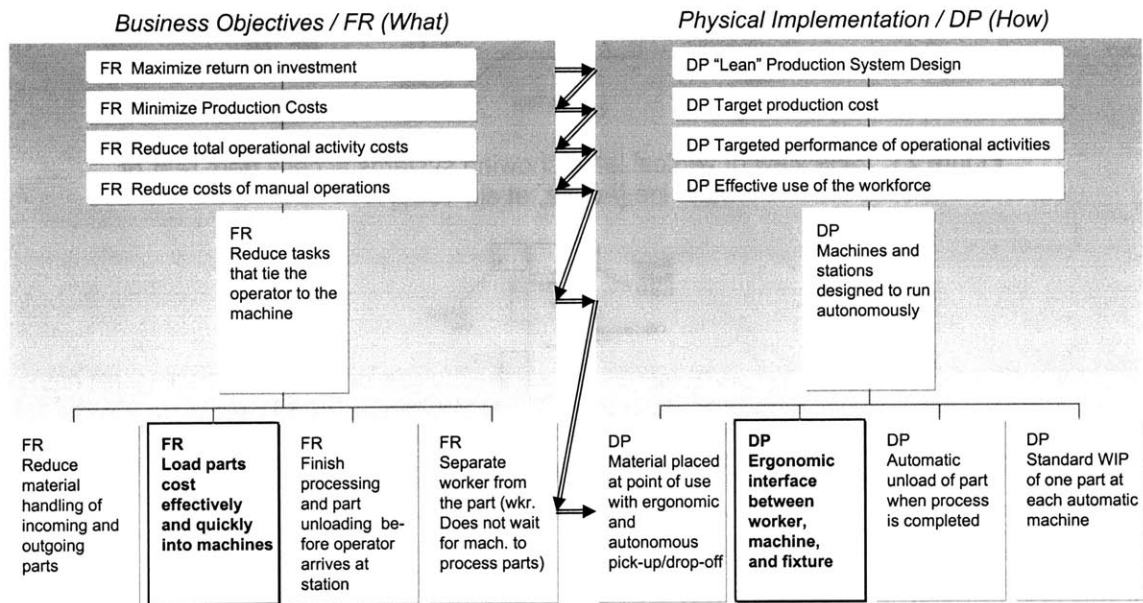 Business Objectives / FR (What)
Physical Implementation / DP (How)
FR Maximize return on investment
DP "Lean" Production System Design
FR Minimize Production Costs
DP Target production cost
FR Reduce total operational activity costs
DP Targeted performance of operational activities
FR Reduce costs of manual operations
DP Effective use of the workforce
FR
Reduce tasks
that tie the
operator to the
machine
DP
Machines and
stations
designed to run
autonomously
FR
Reduce
material
handling of
incoming and
outgoing
parts
FR
Load parts
cost
effectively
and quickly
into machines
FR
Finish
processing
and part
unloading be-
fore operator
arrives at
station
FR
Separate
worker from
the part (wkr.
Does not wait
for mach. to
process parts)
DP
Material placed
at point of use
with ergonomic
and
autonomous
pick-up/drop-off
DP
Ergonomic
interface
between
worker,
machine,
and fixture
DP
Automatic
unload of part
when process
is completed
DP
Standard WIP
of one part at
each automatic
machine